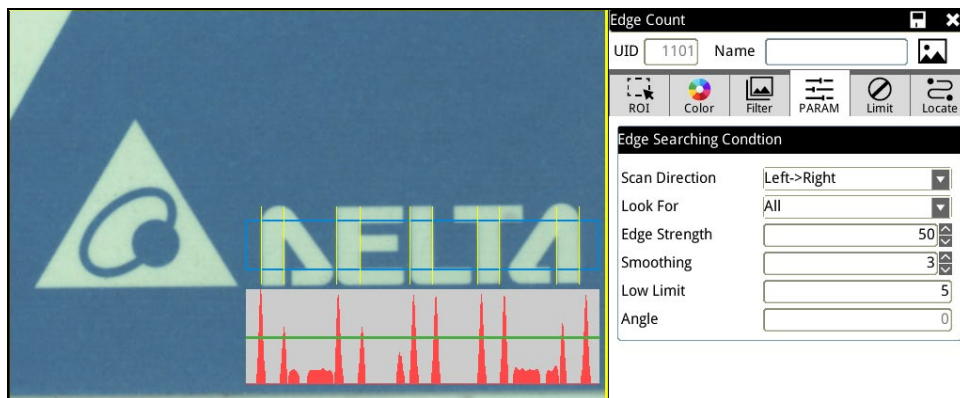 DELTA
Edge Count
UID 1101 Name
ROI Color Filter PARAM Limit Locate
Edge Searching Condtion
Scan Direction Left->Right
Look For All
Edge Strength 50
Smoothing 3
Low Limit 5
Angle 0